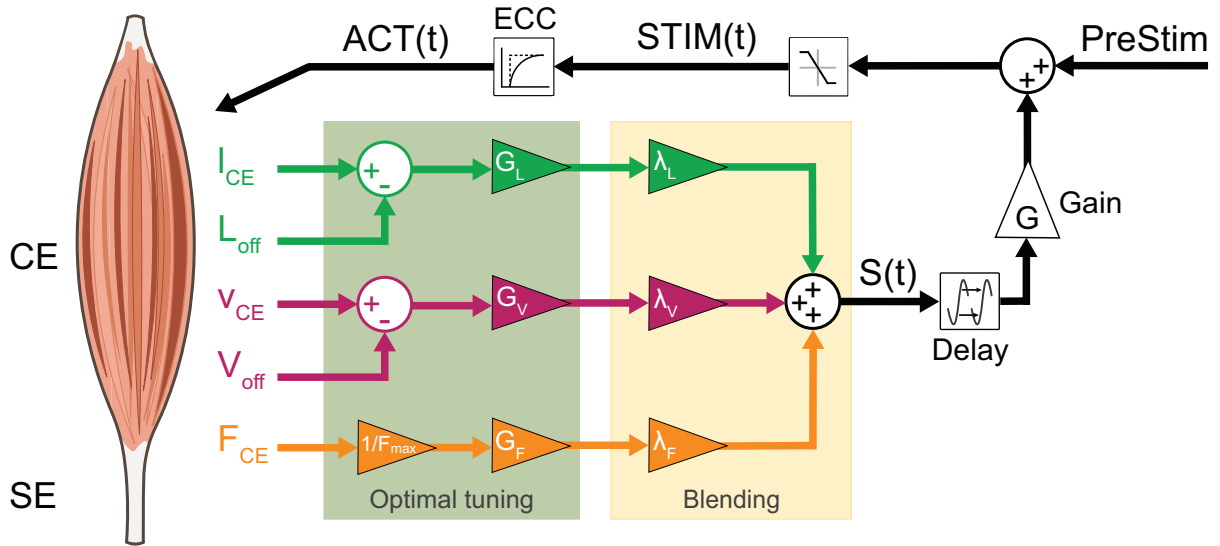 ECC
ACT(t)
STIM(t)
PreStim
+
+
l_CE
+
-
G_L
λ_L
L_off
G
Gain
CE
v_CE
+
-
G_V
λ_V
+
+
+
S(t)
V_off
Delay
F_CE
1/F_max
G_F
λ_F
SE
Optimal tuning
Blending